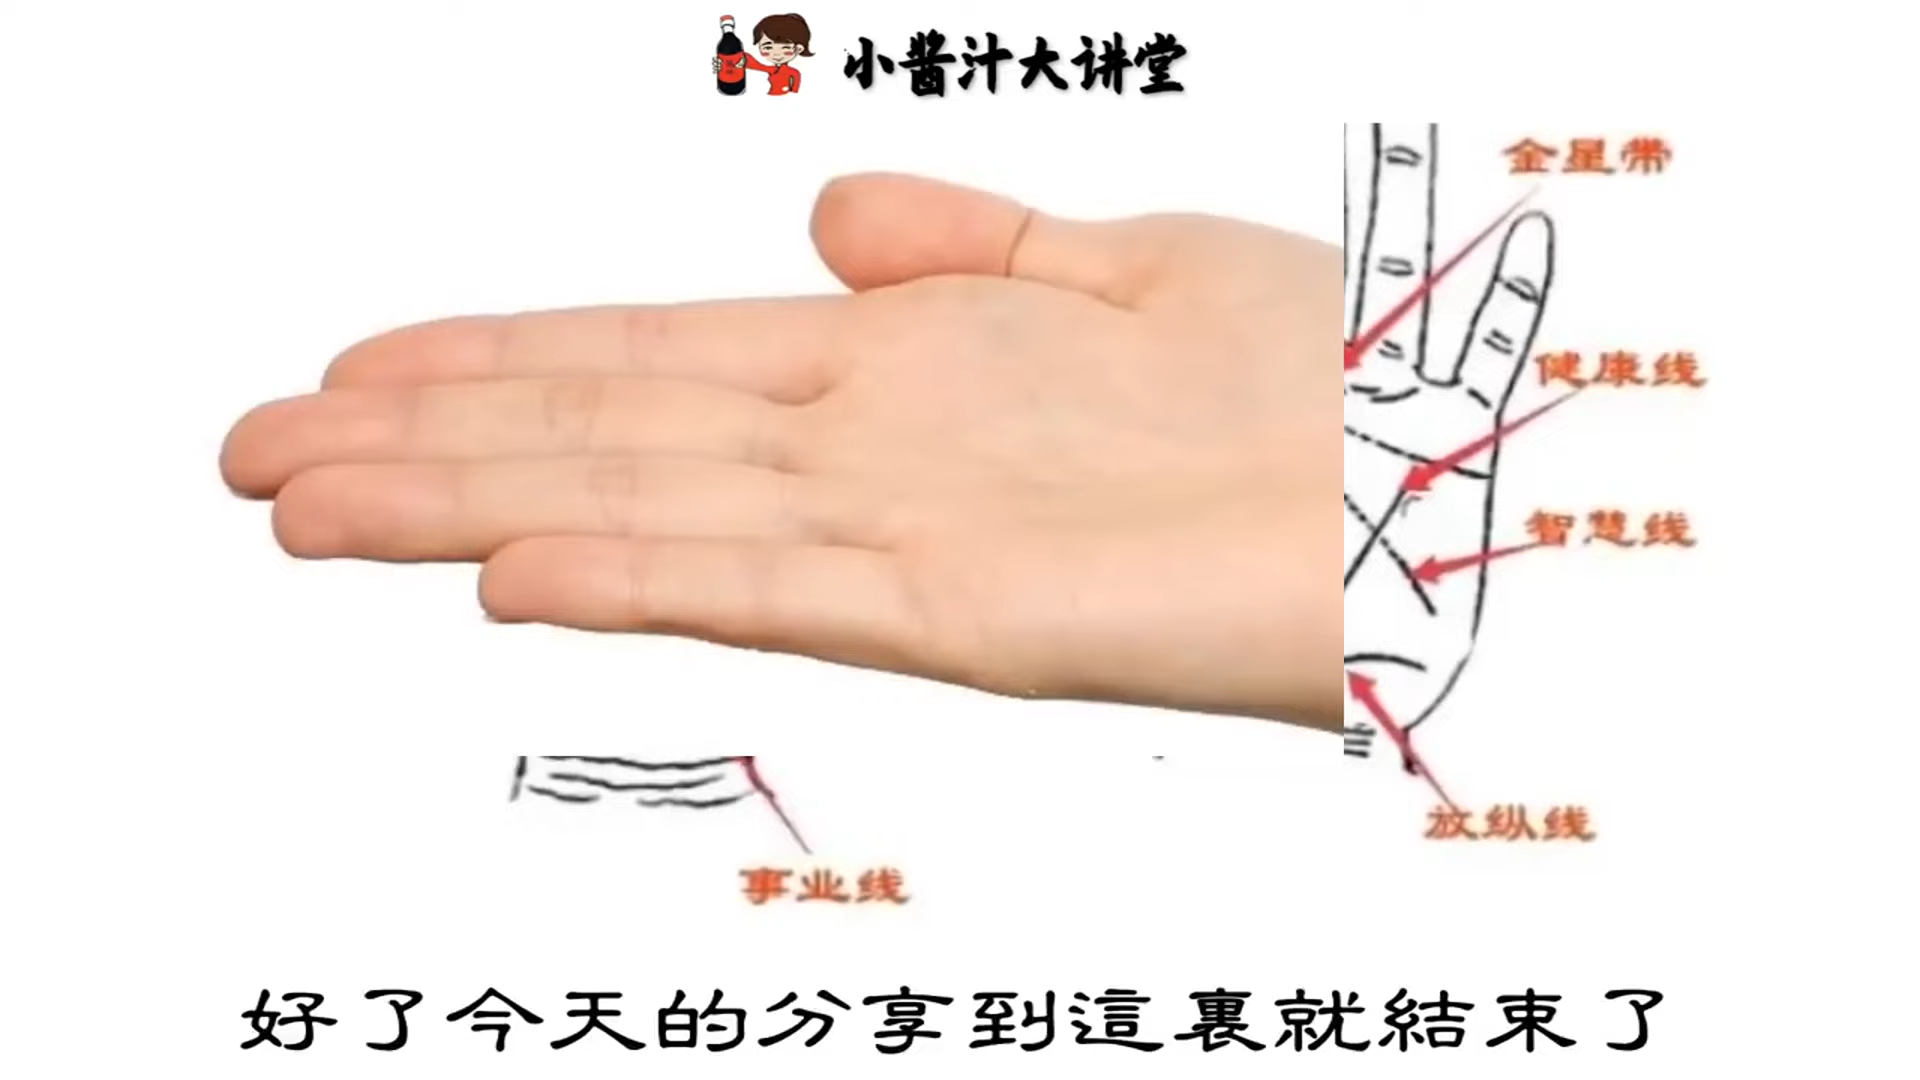 小酱汁大讲堂
金星带
健康线
智慧线
放纵线
事业线
好了今天的分享到這裏就結束了